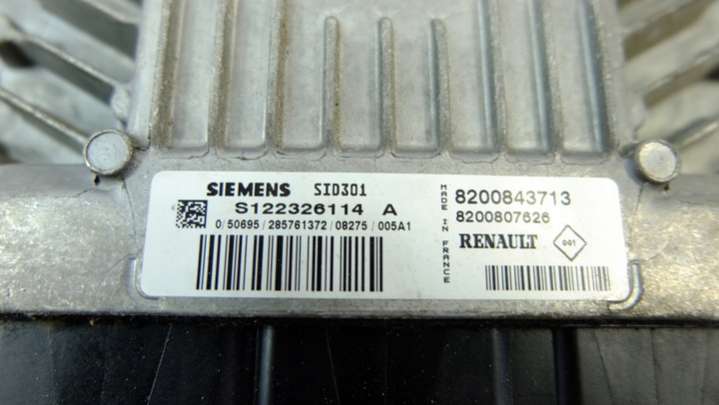 SIEMENS SID301
S122326114 A
0/50695/285761372/08275/005A1
MADE IN FRANCE
8200843713
8200807626
RENAULT 001